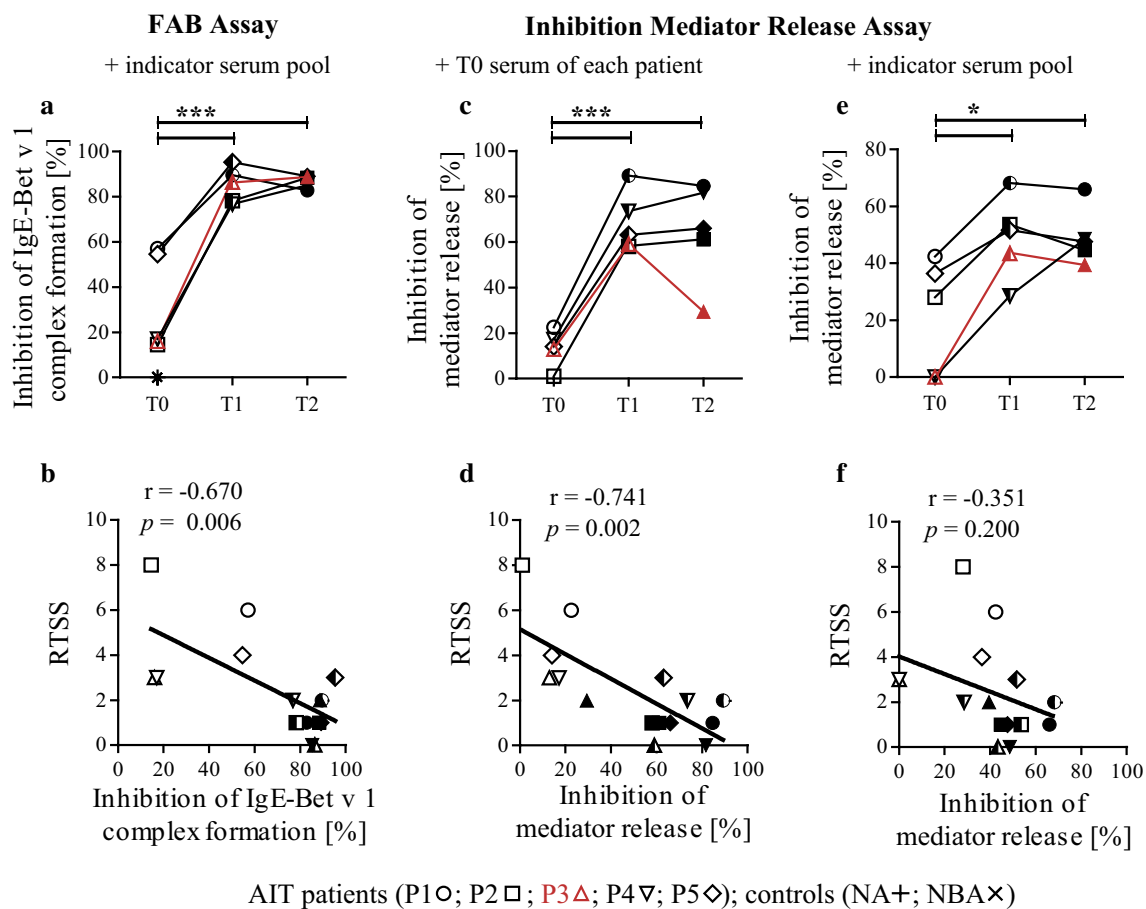 FAB Assay
Inhibition Mediator Release Assay
+ indicator serum pool
+ T0 serum of each patient
+ indicator serum pool
a
***
Inhibition of IgE-Bet v 1
complex formation [%]
100
80
60
40
20
0
T0 T1 T2
c
***
Inhibition of
mediator release [%]
100
80
60
40
20
0
T0 T1 T2
e
*
Inhibition of
mediator release [%]
80
60
40
20
0
T0 T1 T2
b
r = -0.670
p = 0.006
RTSS
10
8
6
4
2
0
0 20 40 60 80 100
Inhibition of IgE-Bet v 1
complex formation [%]
d
r = -0.741
p = 0.002
RTSS
10
8
6
4
2
0
0 20 40 60 80 100
Inhibition of
mediator release [%]
f
r = -0.351
p = 0.200
RTSS
10
8
6
4
2
0
0 20 40 60 80 100
Inhibition of
mediator release [%]
AIT patients (P1○; P2□; P3△; P4▽; P5◇); controls (NA+; NBA×)